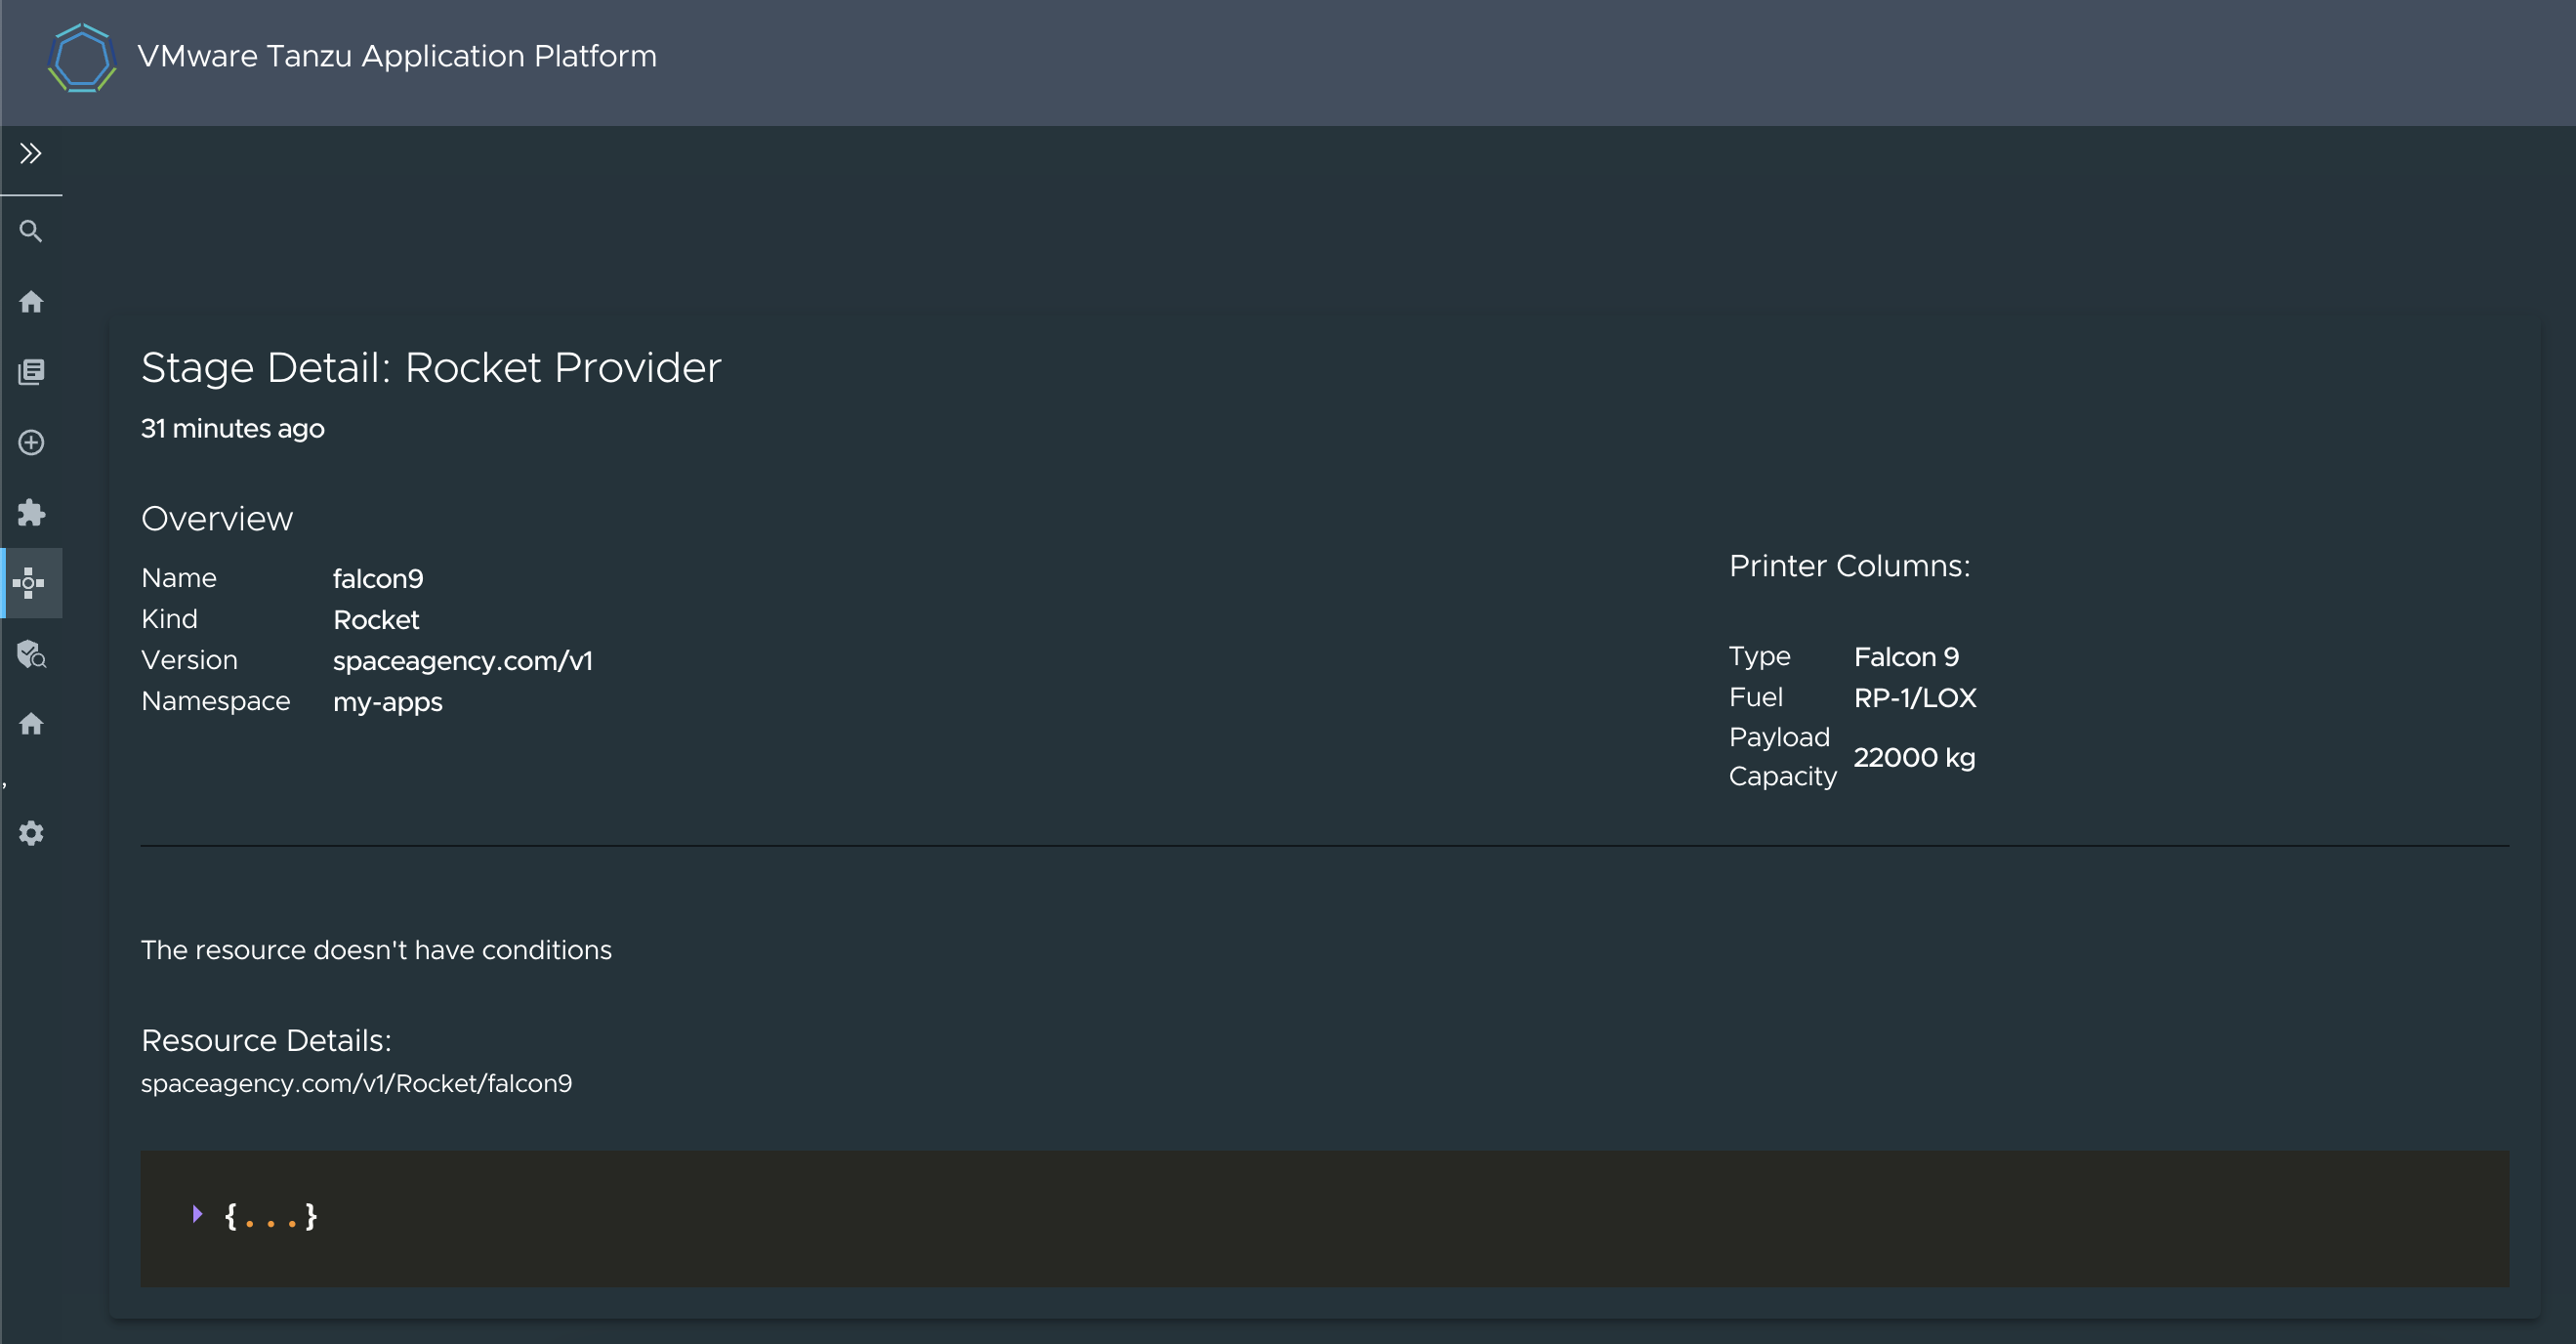 VMware Tanzu Application Platform
Stage Detail: Rocket Provider
31 minutes ago
Overview
Name falcon9
Kind Rocket
Version spaceagency.com/v1
Namespace my-apps
Printer Columns:
Type Falcon 9
Fuel RP-1/LOX
Payload
Capacity 22000 kg
,
The resource doesn't have conditions
Resource Details:
spaceagency.com/v1/Rocket/falcon9
{...}